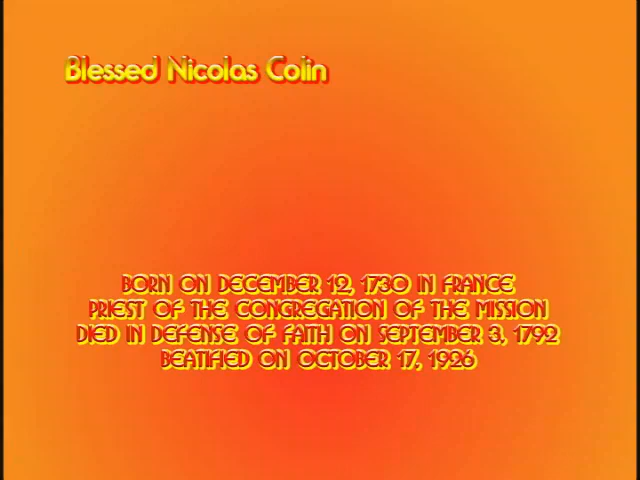 Blessed Nicolas Colin
BORN ON DECEMBER 12, 1730 IN FRANCE
PRIEST OF THE CONGREGATION OF THE MISSION
DIED IN DEFENSE OF FAITH ON SEPTEMBER 3, 1792
BEATIFIED ON OCTOBER 17, 1926